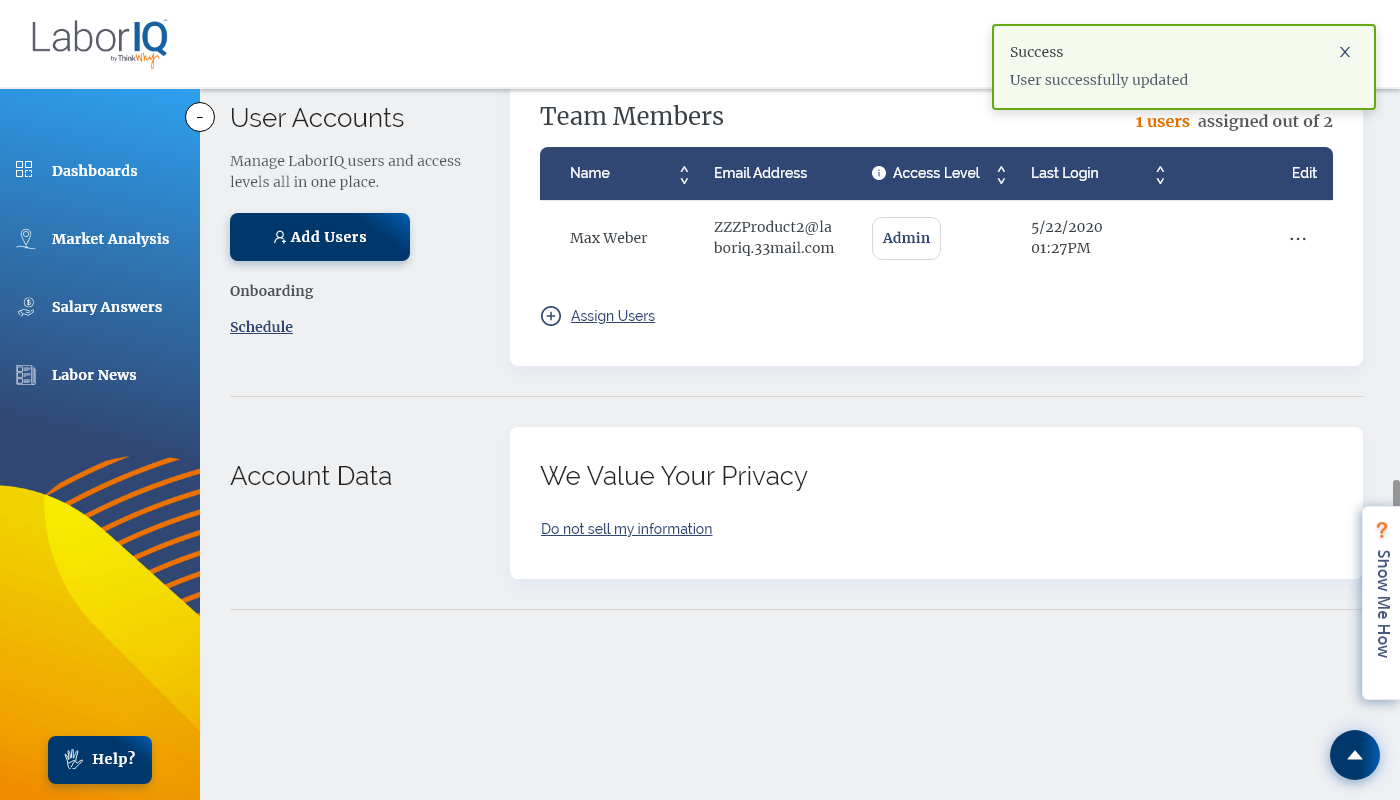 LaborIQ
by ThinkWhy
Success
X
User successfully updated
-
User Accounts
Manage LaborIQ users and access
levels all in one place.
Add Users
Onboarding
Schedule
Dashboards
Market Analysis
Salary Answers
Labor News
Team Members
1 users assigned out of 2
Name
Email Address
Access Level
Last Login
Edit
Max Weber
ZZZProduct2@la
boriq.33mail.com
Admin
5/22/2020
01:27PM
...
Assign Users
Account Data
We Value Your Privacy
Do not sell my information
? Show Me How
Help?